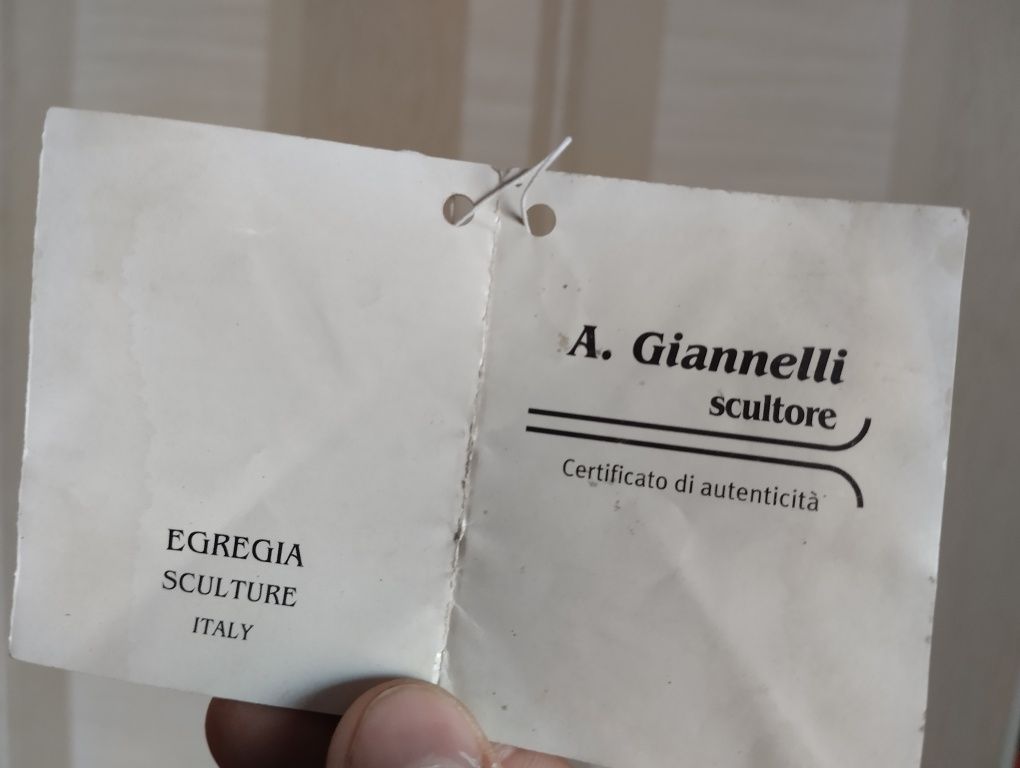 EGREGIA
SCULTURE
ITALY
A. Giannelli
scultore
Certificato di autenticità